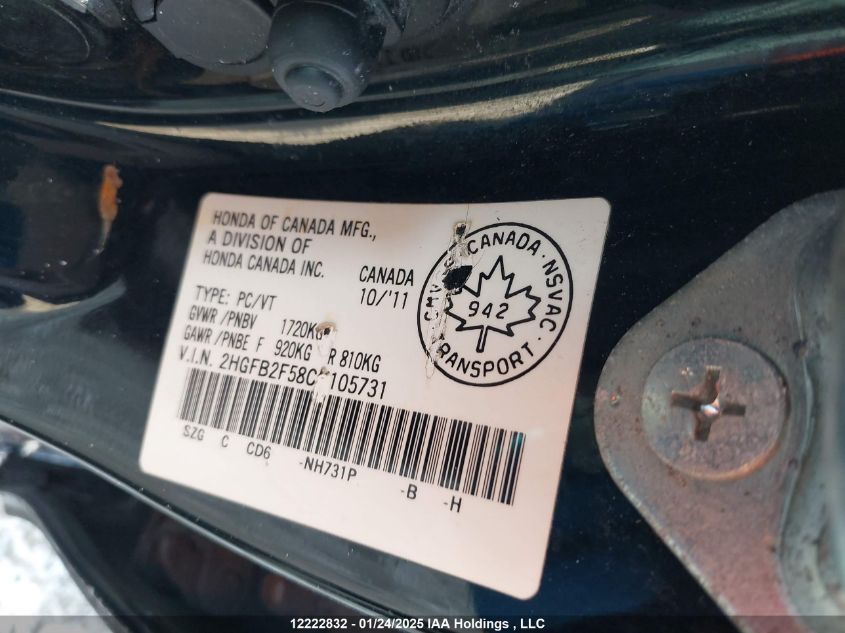 HONDA OF CANADA MFG.,
A DIVISION OF
HONDA CANADA INC.
CANADA
10/'11
TYPE: PC/VT
GVWR /PNBV 1720KG
GAWR /PNBE F 920KG R 810KG
V.I.N. 2HGFB2F58C 105731
SZG C CD6 -NH731P -B -H
CANADA · NSVAC · TRANSPORT · CMV
942
12222832 - 01/24/2025 IAA Holdings , LLC